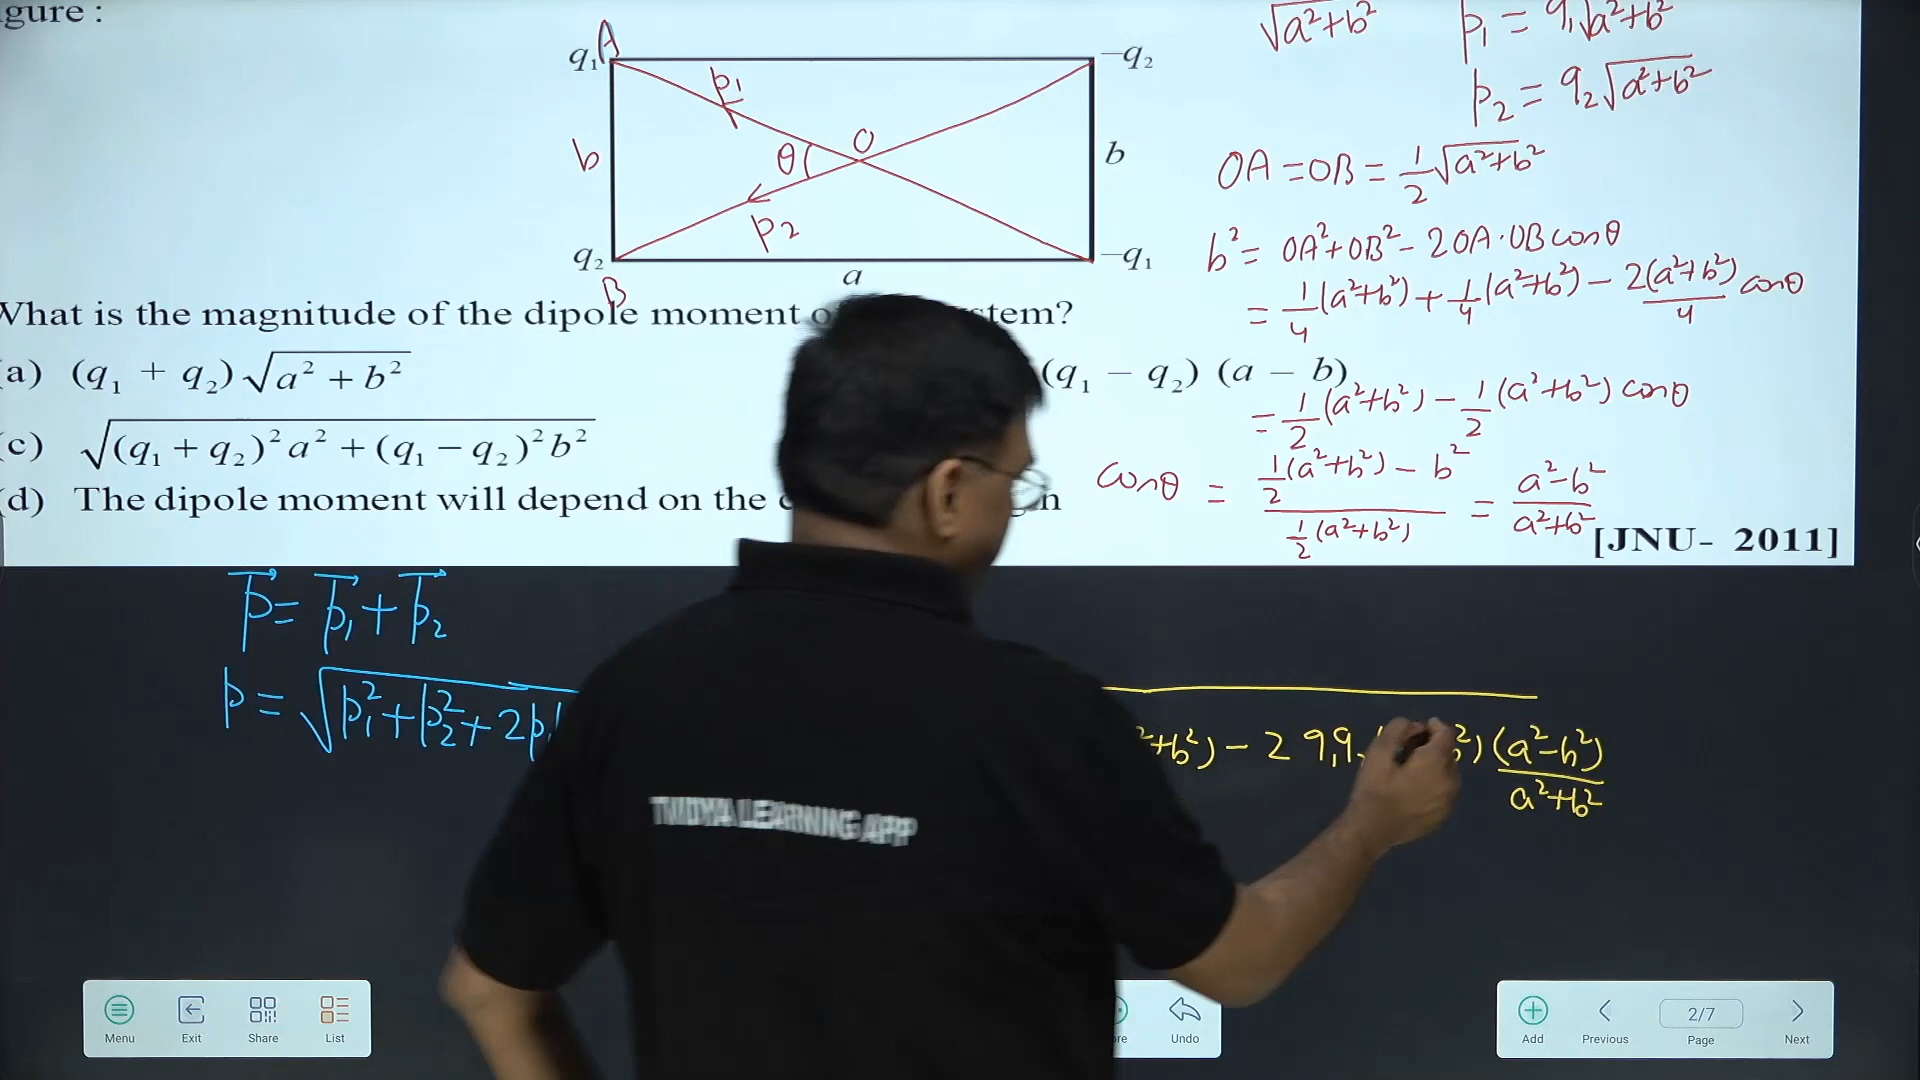 gure :
q₁ A −q₂
p₁
θ O
b b
p₂
q₂ −q₁
B a
√a²+b² p₁ = q₁√a²+b²
p₂ = q₂√a²+b²
OA = OB = 1/2 √a²+b²
b² = OA²+OB² − 2OA·OB cosθ
= 1/4 (a²+b²) + 1/4 (a²+b²) − 2(a²+b²)/4 cosθ
= 1/2 (a²+b²) − 1/2 (a²+b²) cosθ
cosθ = (1/2 (a²+b²) − b²) / (1/2 (a²+b²)) = (a²−b²)/(a²+b²)
What is the magnitude of the dipole moment tem?
a) (q₁ + q₂) √a² + b² (q₁ − q₂) (a − b)
c) √(q₁ + q₂)² a² + (q₁ − q₂)² b²
d) The dipole moment will depend on the
[JNU- 2011]
p⃗ = p⃗₁ + p⃗₂
p = √p₁² + p₂² + 2p
²+b²) − 2 q₁q ²) (a²−b²)/(a²+b²)
LEARNING APP
Menu Exit Share List Undo Add Previous 2/7 Page Next